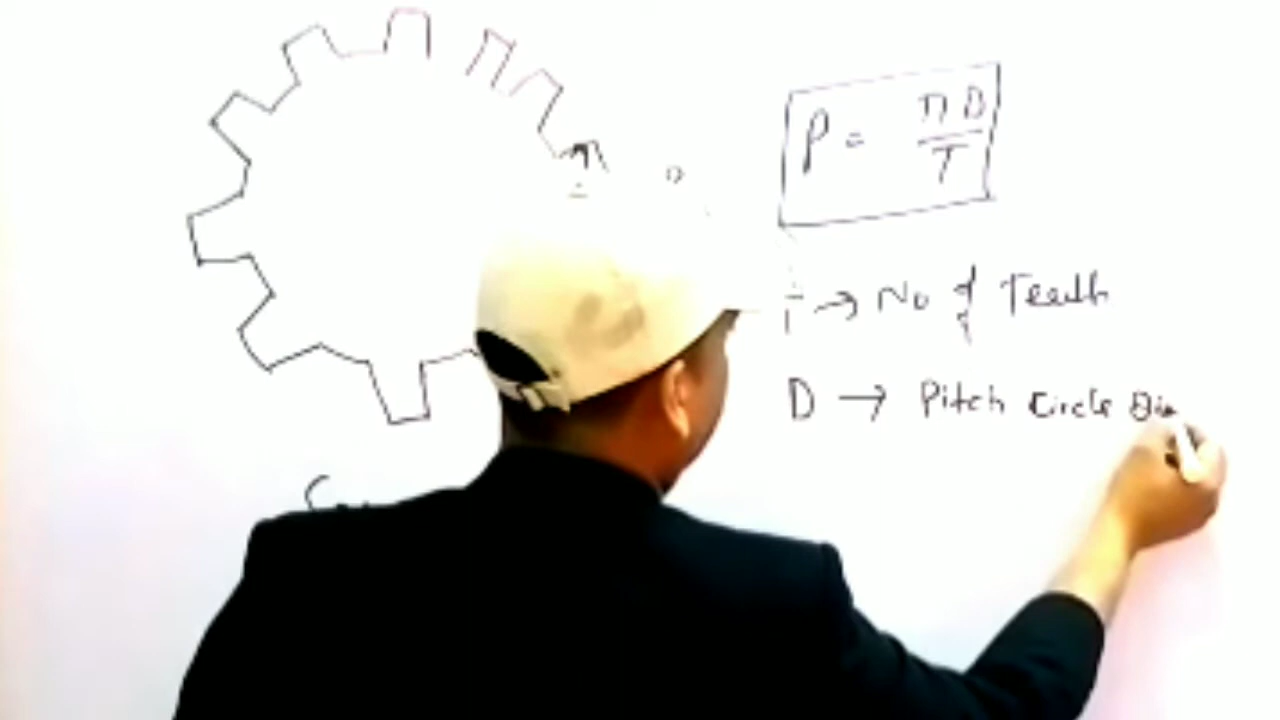 P = πD/T
T → No of Teeth
D → Pitch Circle Dia